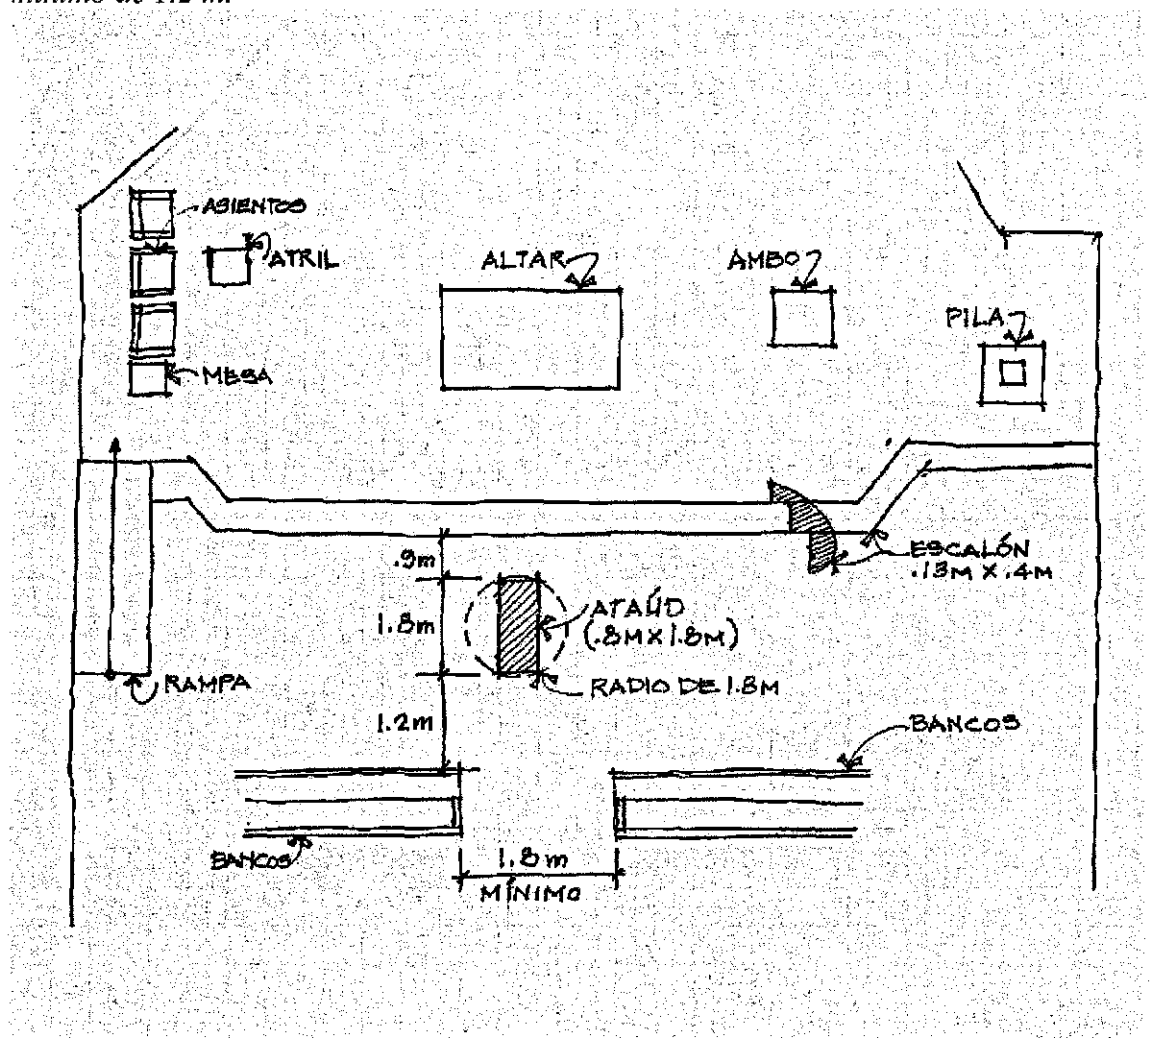 mínimo de 1.2 m.
ASIENTOS
ATRIL
ALTAR
AMBO
PILA
MESA
.9m
ESCALÓN
.13M X .4M
1.8m
ATAÚD
(.8M X 1.8M)
RAMPA
RADIO DE 1.8M
1.2m
BANCOS
BANCOS
1.8m
MÍNIMO